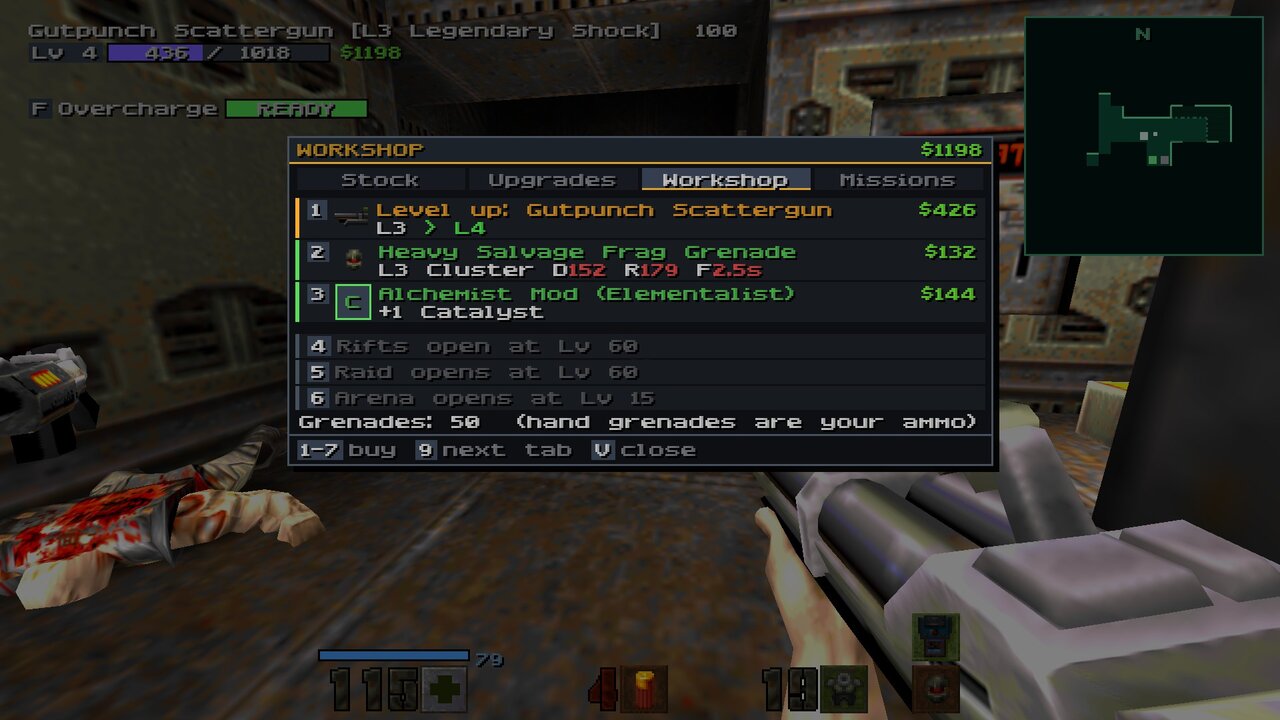 Gutpunch Scattergun [L3 Legendary Shock] 100
Lv 4 436 / 1018 $1198
F Overcharge READY
N
WORKSHOP $1198
Stock Upgrades Workshop Missions
1 Level up: Gutpunch Scattergun $426
L3 > L4
2 Heavy Salvage Frag Grenade $132
L3 Cluster D152 R179 F2.5s
3 C Alchemist Mod (Elementalist) $144
+1 Catalyst
4 Rifts open at Lv 60
5 Raid opens at Lv 60
6 Arena opens at Lv 15
Grenades: 50 (hand grenades are your ammo)
1-7 buy 9 next tab V close
79
115 4 19